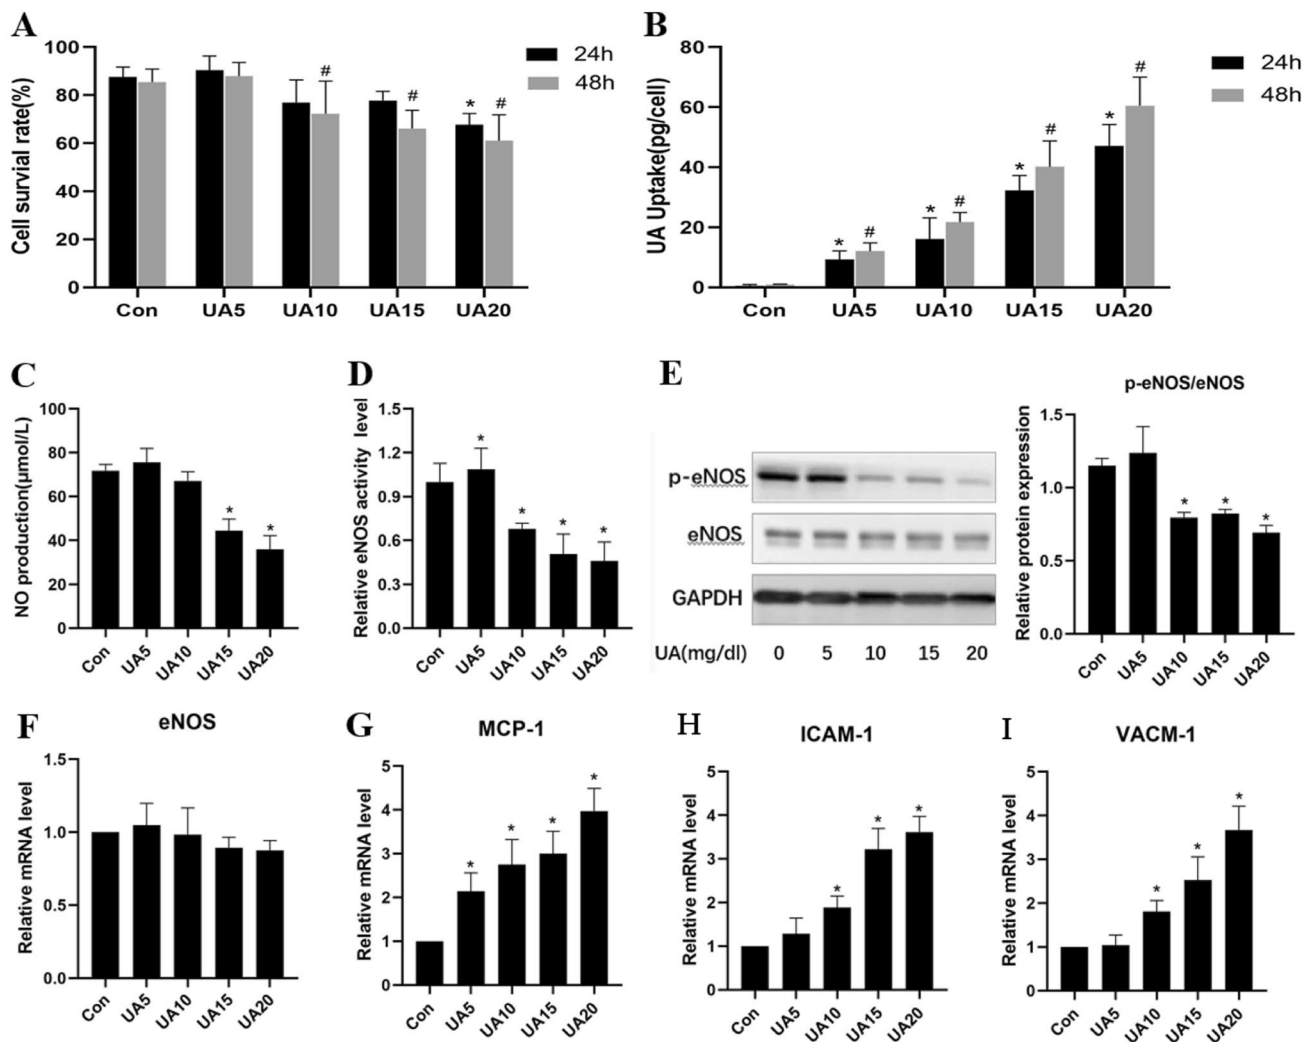 A
Cell survial rate(%)
100
80
60
40
20
0
#
#
*
#
24h
48h
Con
UA5
UA10
UA15
UA20
B
UA Uptake(pg/cell)
80
60
40
20
0
*
#
*
#
*
#
*
#
24h
48h
Con
UA5
UA10
UA15
UA20
C
NO production(μmol/L)
100
80
60
40
20
0
*
*
Con
UA5
UA10
UA15
UA20
D
Relative eNOS activity level
1.5
1.2
0.9
0.6
0.3
0.0
*
*
*
*
Con
UA5
UA10
UA15
UA20
E
p-eNOS
eNOS
GAPDH
UA(mg/dl) 0 5 10 15 20
p-eNOS/eNOS
Relative protein expression
1.5
1.0
0.5
0.0
*
*
*
Con
UA5
UA10
UA15
UA20
F
eNOS
Relative mRNA level
1.5
1.0
0.5
0.0
Con
UA5
UA10
UA15
UA20
G
MCP-1
Relative mRNA level
5
4
3
2
1
0
*
*
*
*
Con
UA5
UA10
UA15
UA20
H
ICAM-1
Relative mRNA level
5
4
3
2
1
0
*
*
*
Con
UA5
UA10
UA15
UA20
I
VACM-1
Relative mRNA level
5
4
3
2
1
0
*
*
*
Con
UA5
UA10
UA15
UA20